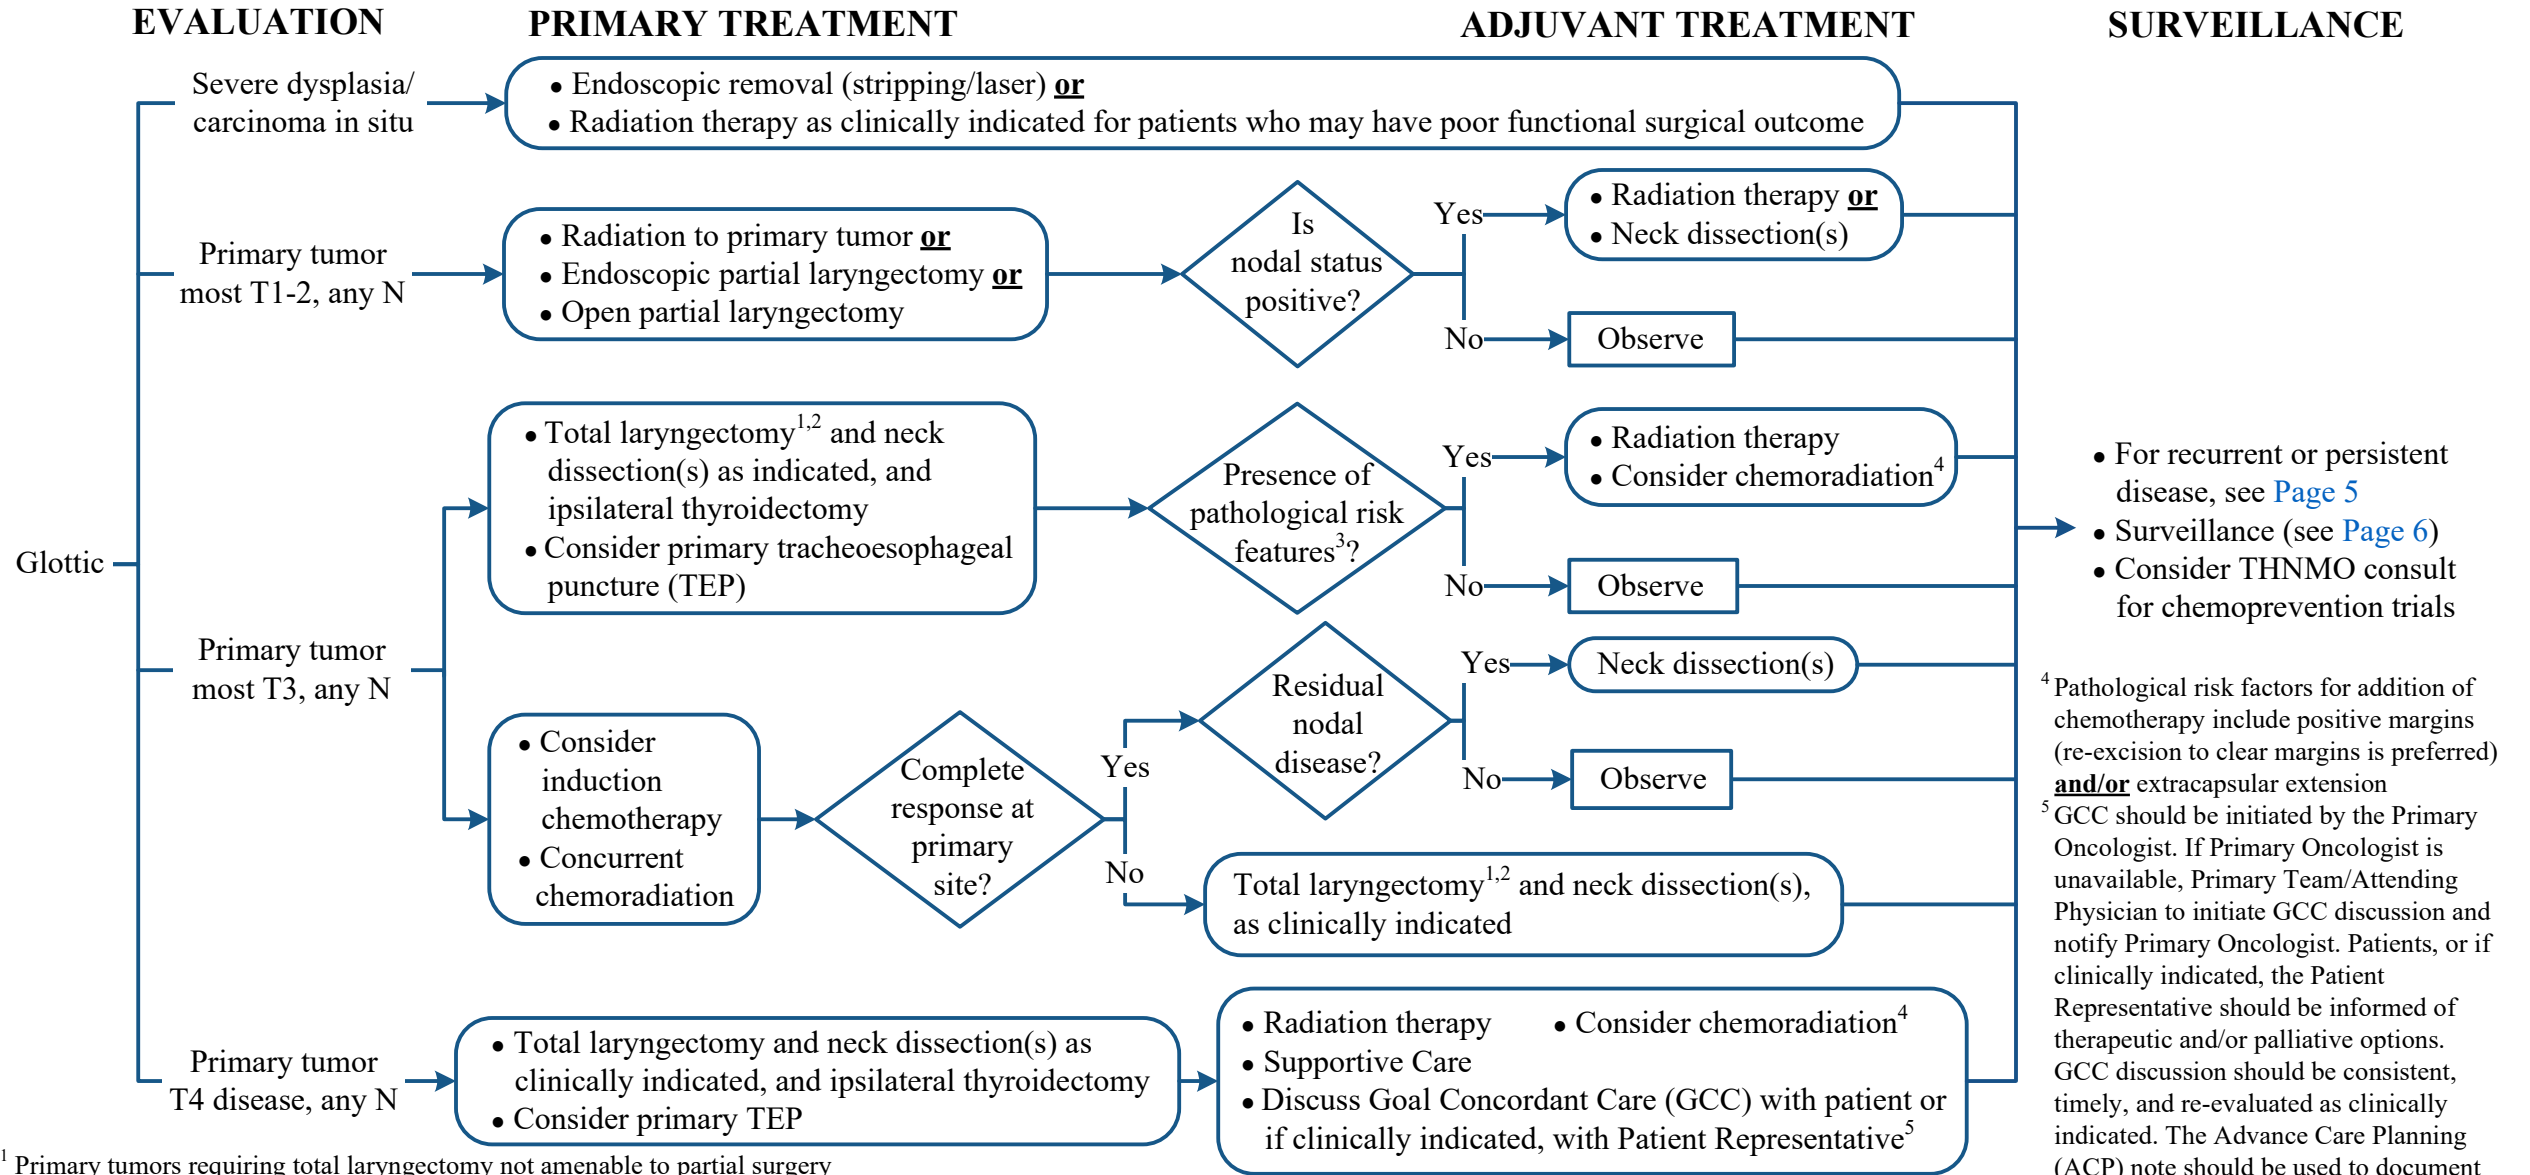 EVALUATION
PRIMARY TREATMENT
ADJUVANT TREATMENT
SURVEILLANCE
Glottic
Severe dysplasia/
carcinoma in situ
● Endoscopic removal (stripping/laser) or
● Radiation therapy as clinically indicated for patients who may have poor functional surgical outcome
Primary tumor
most T1-2, any N
● Radiation to primary tumor or
● Endoscopic partial laryngectomy or
● Open partial laryngectomy
Is
nodal status
positive?
Yes
● Radiation therapy or
● Neck dissection(s)
No
Observe
Primary tumor
most T3, any N
● Total laryngectomy1,2 and neck
dissection(s) as indicated, and
ipsilateral thyroidectomy
● Consider primary tracheoesophageal
puncture (TEP)
Presence of
pathological risk
features3?
Yes
● Radiation therapy
● Consider chemoradiation4
No
Observe
● Consider
induction
chemotherapy
● Concurrent
chemoradiation
Complete
response at
primary
site?
Yes
Residual
nodal
disease?
Yes
Neck dissection(s)
No
Observe
No
Total laryngectomy1,2 and neck dissection(s),
as clinically indicated
Primary tumor
T4 disease, any N
● Total laryngectomy and neck dissection(s) as
clinically indicated, and ipsilateral thyroidectomy
● Consider primary TEP
● Radiation therapy ● Consider chemoradiation4
● Supportive Care
● Discuss Goal Concordant Care (GCC) with patient or
if clinically indicated, with Patient Representative5
● For recurrent or persistent
disease, see Page 5
● Surveillance (see Page 6)
● Consider THNMO consult
for chemoprevention trials
4 Pathological risk factors for addition of
chemotherapy include positive margins
(re-excision to clear margins is preferred)
and/or extracapsular extension
5 GCC should be initiated by the Primary
Oncologist. If Primary Oncologist is
unavailable, Primary Team/Attending
Physician to initiate GCC discussion and
notify Primary Oncologist. Patients, or if
clinically indicated, the Patient
Representative should be informed of
therapeutic and/or palliative options.
GCC discussion should be consistent,
timely, and re-evaluated as clinically
indicated. The Advance Care Planning
(ACP) note should be used to document
1 Primary tumors requiring total laryngectomy not amenable to partial surgery